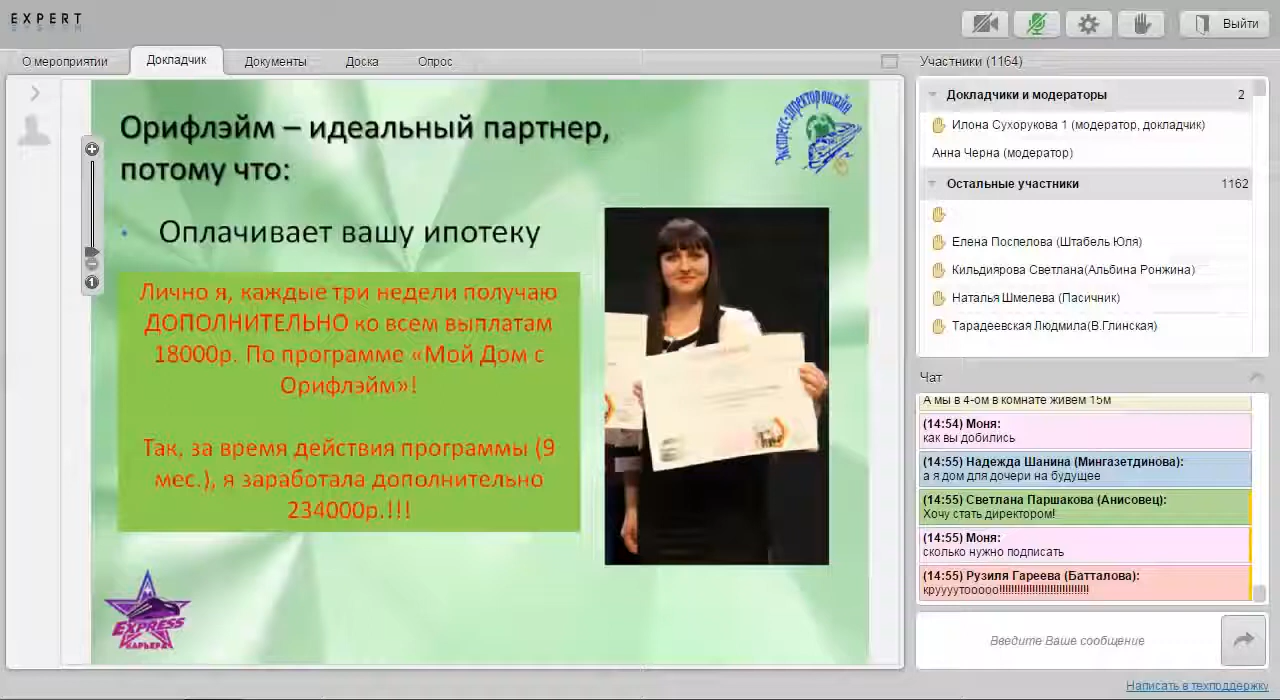 EXPERT
SYSTEM
Выйти
О мероприятии
Докладчик
Документы
Доска
Опрос
Орифлэйм – идеальный партнер,
потому что:
Экспресс-директор онлайн
• Оплачивает вашу ипотеку
Лично я, каждые три недели получаю
ДОПОЛНИТЕЛЬНО ко всем выплатам
18000р. По программе «Мой Дом с
Орифлэйм»!
Так, за время действия программы (9
мес.), я заработала дополнительно
234000р.!!!
EXPRESS
КАРЬЕРА
Участники (1164)
Докладчики и модераторы 2
Илона Сухорукова 1 (модератор, докладчик)
Анна Черна (модератор)
Остальные участники 1162
Елена Поспелова (Штабель Юля)
Кильдиярова Светлана(Альбина Ронжина)
Наталья Шмелева (Пасичник)
Тарадеевская Людмила(В.Глинская)
Чат
А мы в 4-ом в комнате живем 15м
(14:54) Моня:
как вы добились
(14:55) Надежда Шанина (Мингазетдинова):
а я дом для дочери на будущее
(14:55) Светлана Паршакова (Анисовец):
Хочу стать директором!
(14:55) Моня:
сколько нужно подписать
(14:55) Рузиля Гареева (Батталова):
круууутооооо!!!!!!!!!!!!!!!!!!!!!!!!!!!!!!
Введите Ваше сообщение
Написать в техподдержку